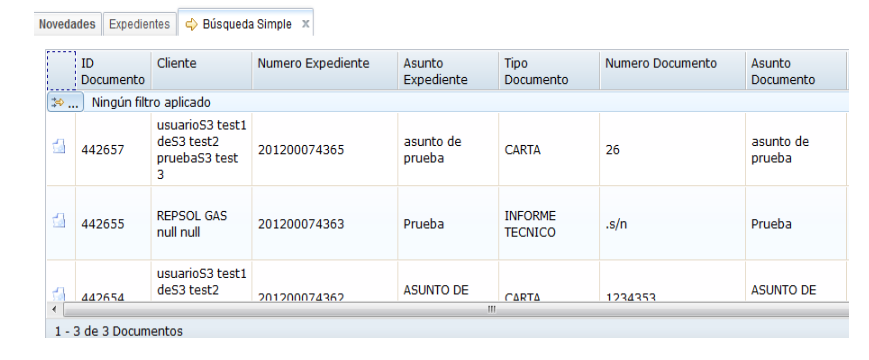 Novedades Expedientes Búsqueda Simple x
ID Documento Cliente Numero Expediente Asunto Expediente Tipo Documento Numero Documento Asunto Documento
... Ningún filtro aplicado
442657 usuarioS3 test1 deS3 test2 pruebaS3 test 3 201200074365 asunto de prueba CARTA 26 asunto de prueba
442655 REPSOL GAS null null 201200074363 Prueba INFORME TECNICO .s/n Prueba
442654 usuarioS3 test1 deS3 test2 201200074362 ASUNTO DE CARTA 1234353 ASUNTO DE
1 - 3 de 3 Documentos